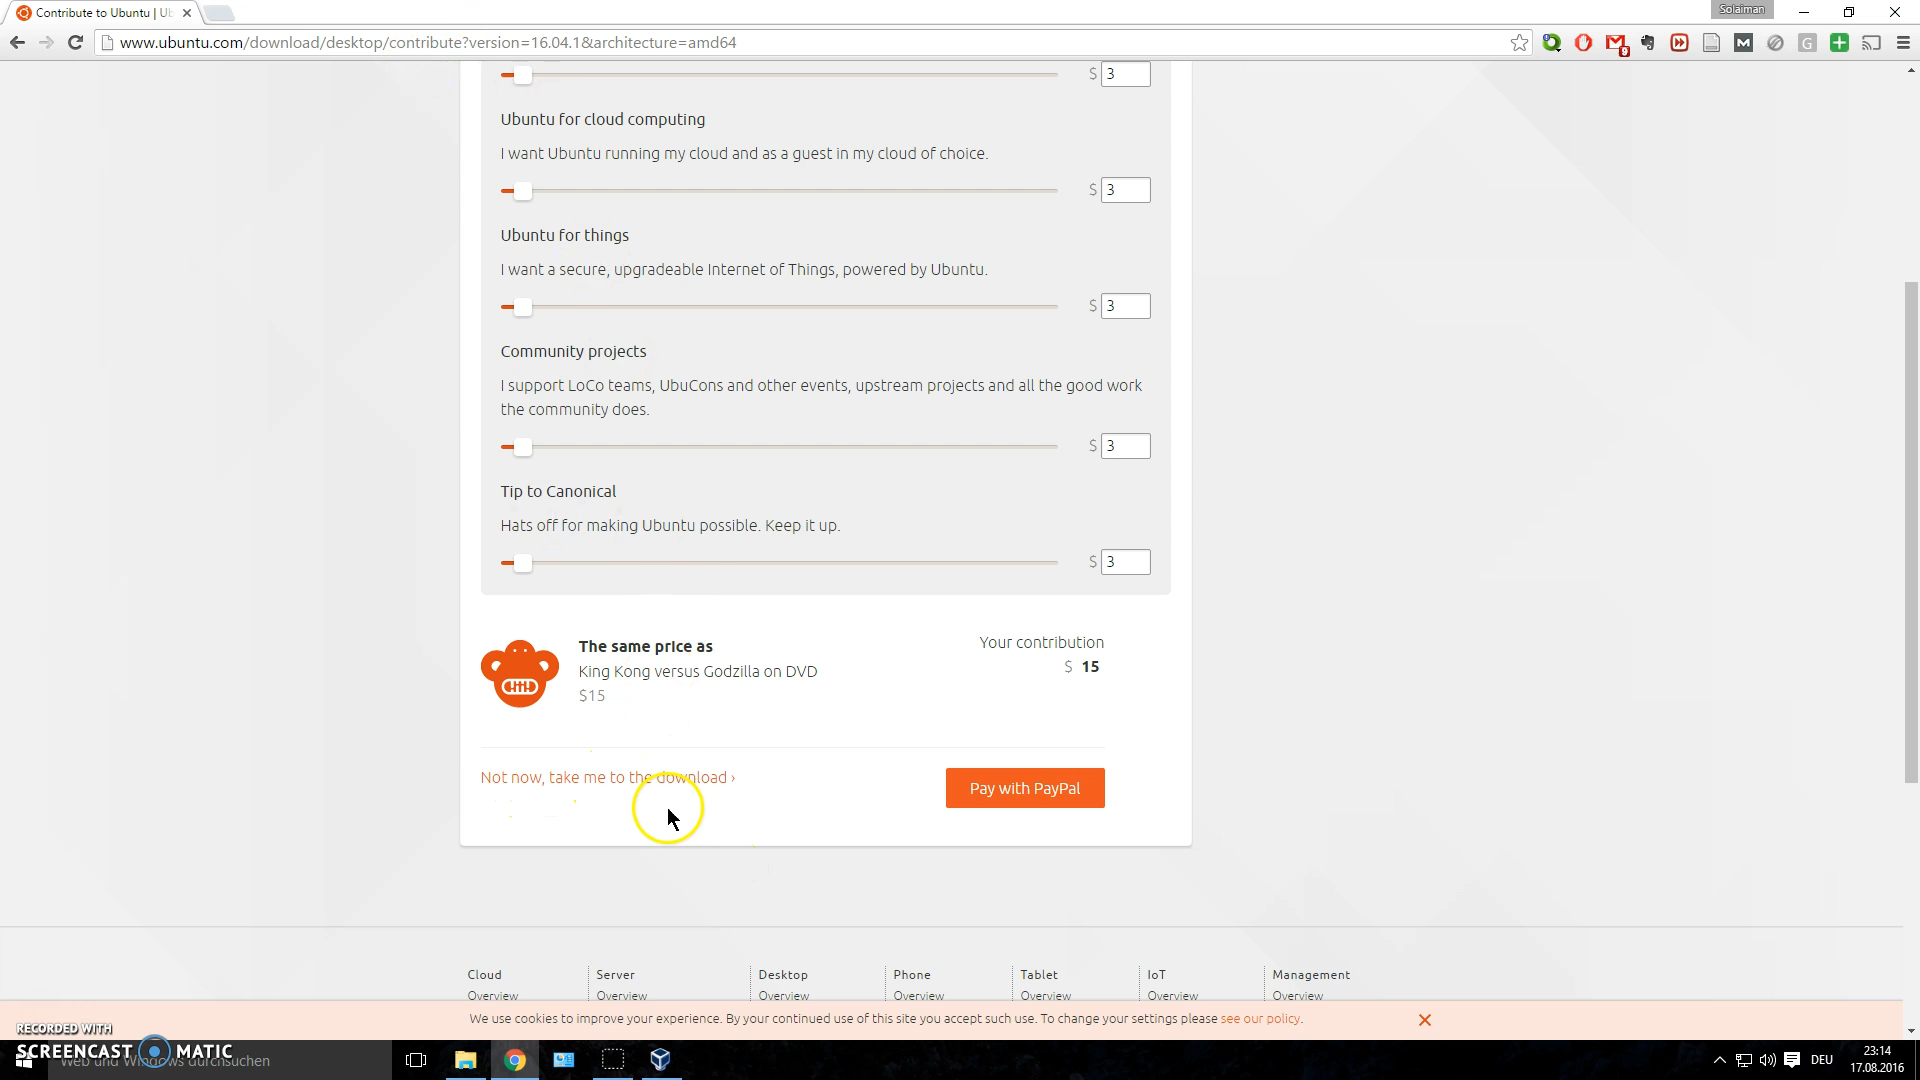 Contribute to Ubuntu | Ub
Solaiman
www.ubuntu.com/download/desktop/contribute?version=16.04.1&architecture=amd64
$ 3
Ubuntu for cloud computing
I want Ubuntu running my cloud and as a guest in my cloud of choice.
$ 3
Ubuntu for things
I want a secure, upgradeable Internet of Things, powered by Ubuntu.
$ 3
Community projects
I support LoCo teams, UbuCons and other events, upstream projects and all the good work
the community does.
$ 3
Tip to Canonical
Hats off for making Ubuntu possible. Keep it up.
$ 3
The same price as
King Kong versus Godzilla on DVD
$15
Your contribution
$ 15
Not now, take me to the download ›
Pay with PayPal
Cloud Server Desktop Phone Tablet IoT Management
Overview Overview Overview Overview Overview Overview Overview
We use cookies to improve your experience. By your continued use of this site you accept such use. To change your settings please see our policy.
RECORDED WITH
SCREENCAST MATIC
Web und Windows durchsuchen
DEU
23:14
17.08.2016